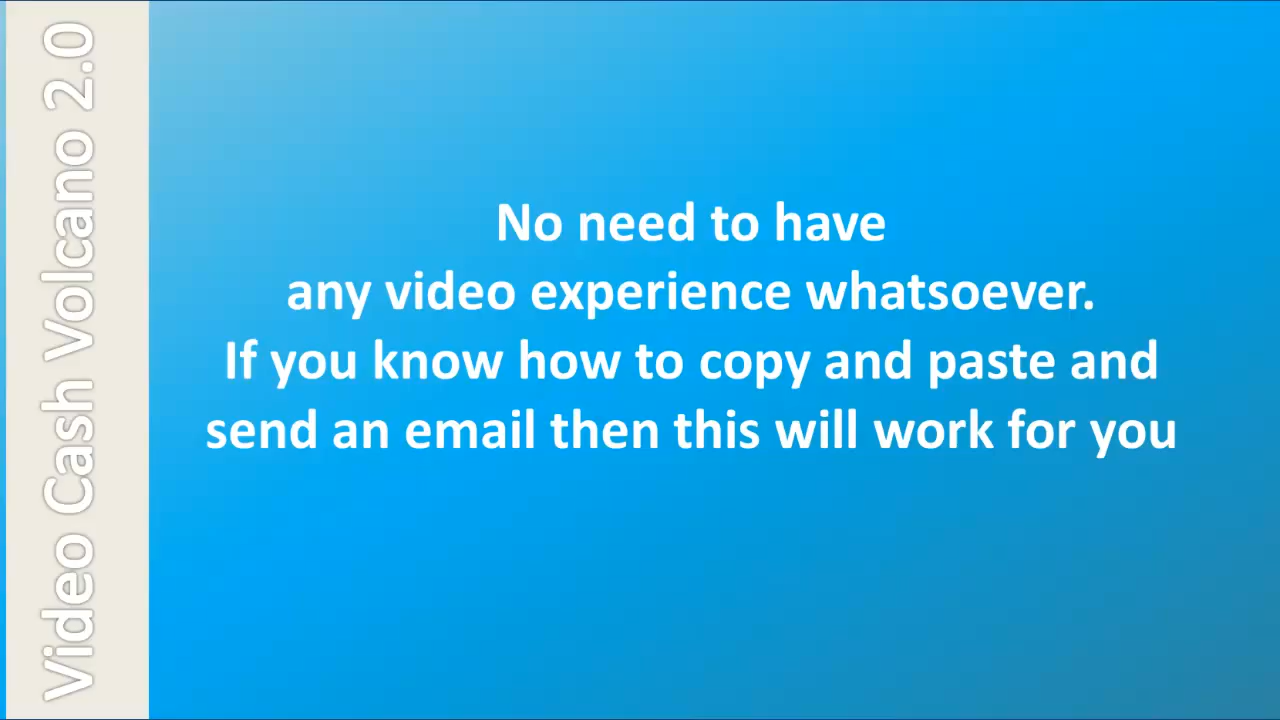 Video Cash Volcano 2.0
No need to have
any video experience whatsoever.
If you know how to copy and paste and
send an email then this will work for you